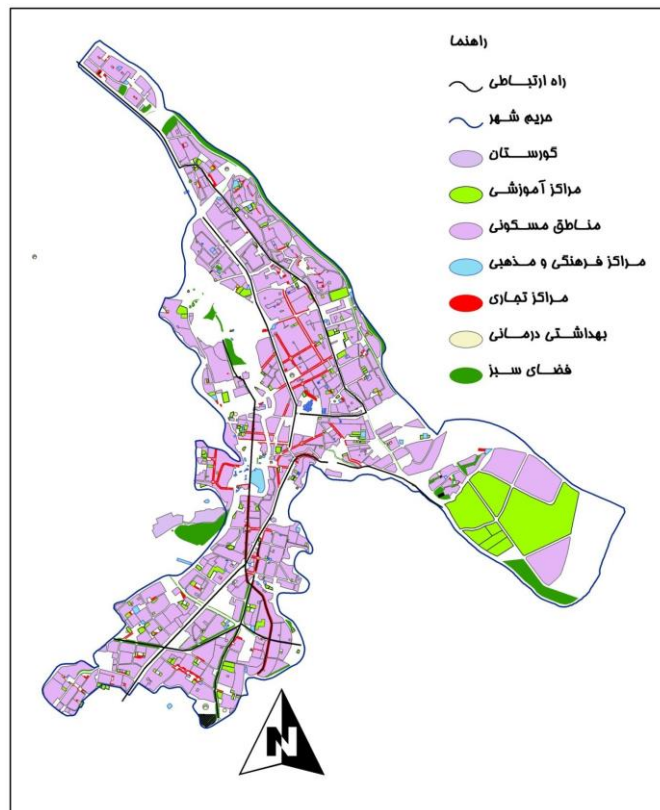 راهنما
راه ارتباطی
حریم شهر
گورستان
مراکز آموزشی
مناطق مسکونی
مراکز فرهنگی و مذهبی
مراکز تجاری
بهداشتی درمانی
فضای سبز
N